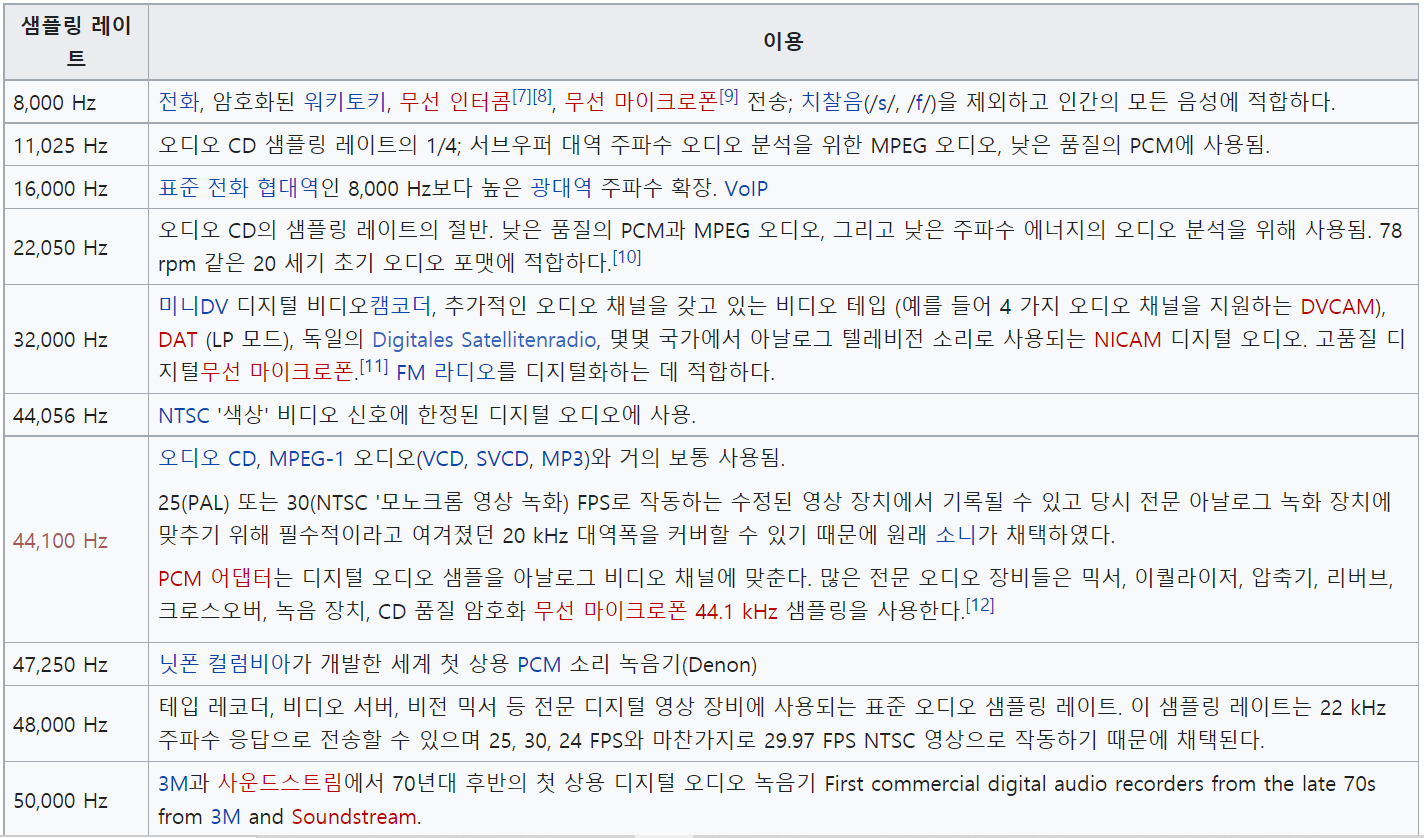 샘플링 레이
트
이용
8,000 Hz
전화, 암호화된 워키토키, 무선 인터콤[7][8], 무선 마이크로폰[9] 전송; 치찰음(/s/, /f/)을 제외하고 인간의 모든 음성에 적합하다.
11,025 Hz
오디오 CD 샘플링 레이트의 1/4; 서브우퍼 대역 주파수 오디오 분석을 위한 MPEG 오디오, 낮은 품질의 PCM에 사용됨.
16,000 Hz
표준 전화 협대역인 8,000 Hz보다 높은 광대역 주파수 확장. VoIP
22,050 Hz
오디오 CD의 샘플링 레이트의 절반. 낮은 품질의 PCM과 MPEG 오디오, 그리고 낮은 주파수 에너지의 오디오 분석을 위해 사용됨. 78
rpm 같은 20 세기 초기 오디오 포맷에 적합하다.[10]
32,000 Hz
미니DV 디지털 비디오캠코더, 추가적인 오디오 채널을 갖고 있는 비디오 테입 (예를 들어 4 가지 오디오 채널을 지원하는 DVCAM),
DAT (LP 모드), 독일의 Digitales Satellitenradio, 몇몇 국가에서 아날로그 텔레비전 소리로 사용되는 NICAM 디지털 오디오. 고품질 디
지털무선 마이크로폰.[11] FM 라디오를 디지털화하는 데 적합하다.
44,056 Hz
NTSC '색상' 비디오 신호에 한정된 디지털 오디오에 사용.
44,100 Hz
오디오 CD, MPEG-1 오디오(VCD, SVCD, MP3)와 거의 보통 사용됨.
25(PAL) 또는 30(NTSC '모노크롬 영상 녹화) FPS로 작동하는 수정된 영상 장치에서 기록될 수 있고 당시 전문 아날로그 녹화 장치에
맞추기 위해 필수적이라고 여겨졌던 20 kHz 대역폭을 커버할 수 있기 때문에 원래 소니가 채택하였다.
PCM 어댑터는 디지털 오디오 샘플을 아날로그 비디오 채널에 맞춘다. 많은 전문 오디오 장비들은 믹서, 이퀄라이저, 압축기, 리버브,
크로스오버, 녹음 장치, CD 품질 암호화 무선 마이크로폰 44.1 kHz 샘플링을 사용한다.[12]
47,250 Hz
닛폰 컬럼비아가 개발한 세계 첫 상용 PCM 소리 녹음기(Denon)
48,000 Hz
테입 레코더, 비디오 서버, 비전 믹서 등 전문 디지털 영상 장비에 사용되는 표준 오디오 샘플링 레이트. 이 샘플링 레이트는 22 kHz
주파수 응답으로 전송할 수 있으며 25, 30, 24 FPS와 마찬가지로 29.97 FPS NTSC 영상으로 작동하기 때문에 채택된다.
50,000 Hz
3M과 사운드스트림에서 70년대 후반의 첫 상용 디지털 오디오 녹음기 First commercial digital audio recorders from the late 70s
from 3M and Soundstream.